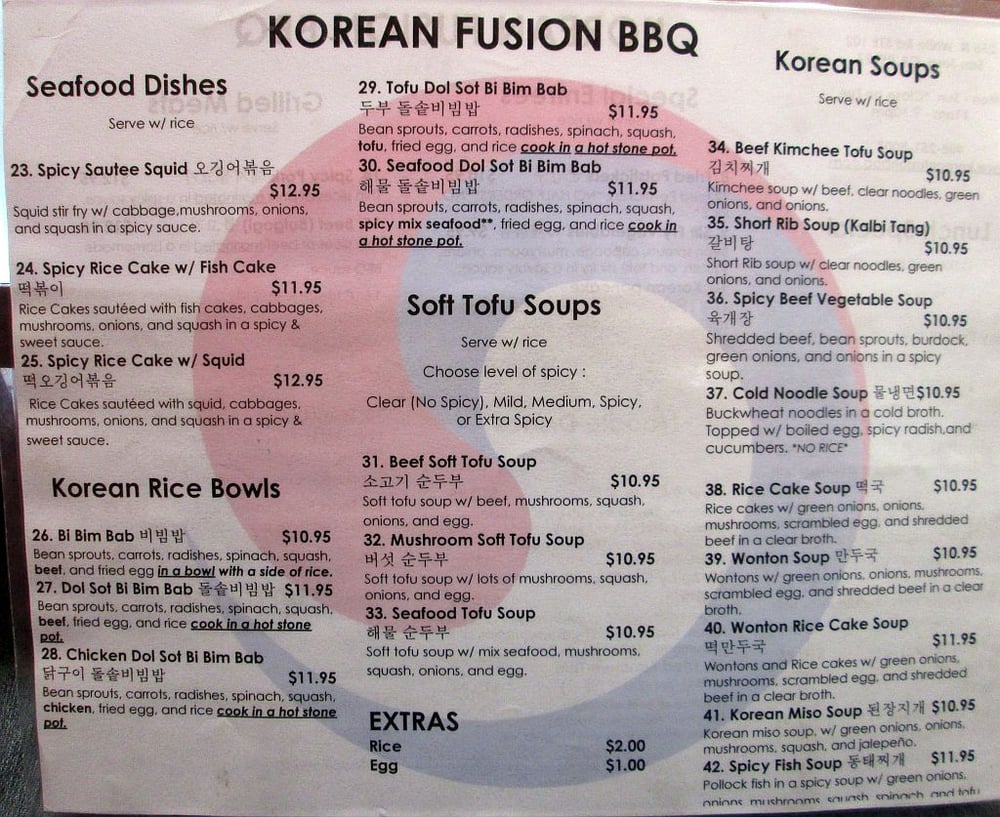 KOREAN FUSION BBQ
Seafood Dishes
Serve w/ rice
23. Spicy Sautee Squid 오깅어볶음
$12.95
Squid stir fry w/ cabbage,mushrooms, onions,
and squash in a spicy sauce.
24. Spicy Rice Cake w/ Fish Cake
떡볶이 $11.95
Rice Cakes sautéed with fish cakes, cabbages,
mushrooms, onions, and squash in a spicy &
sweet sauce.
25. Spicy Rice Cake w/ Squid
떡오깅어볶음 $12.95
Rice Cakes sautéed with squid, cabbages,
mushrooms, onions, and squash in a spicy &
sweet sauce.
Korean Rice Bowls
26. Bi Bim Bab 비빔밥 $10.95
Bean sprouts, carrots, radishes, spinach, squash,
beef, and fried egg in a bowl with a side of rice.
27. Dol Sot Bi Bim Bab 돌솥비빔밥 $11.95
Bean sprouts, carrots, radishes, spinach, squash,
beef, fried egg, and rice cook in a hot stone
pot.
28. Chicken Dol Sot Bi Bim Bab
닭구이 돌솥비빔밥 $11.95
Bean sprouts, carrots, radishes, spinach, squash,
chicken, fried egg, and rice cook in a hot stone
pot.
29. Tofu Dol Sot Bi Bim Bab
두부 돌솥비빔밥 $11.95
Bean sprouts, carrots, radishes, spinach, squash,
tofu, fried egg, and rice cook in a hot stone pot.
30. Seafood Dol Sot Bi Bim Bab
해물 돌솥비빔밥 $11.95
Bean sprouts, carrots, radishes, spinach, squash,
spicy mix seafood**, fried egg, and rice cook in
a hot stone pot.
Soft Tofu Soups
Serve w/ rice
Choose level of spicy :
Clear (No Spicy), Mild, Medium, Spicy,
or Extra Spicy
31. Beef Soft Tofu Soup
소고기 순두부 $10.95
Soft tofu soup w/ beef, mushrooms, squash,
onions, and egg.
32. Mushroom Soft Tofu Soup
버섯 순두부 $10.95
Soft tofu soup w/ lots of mushrooms, squash,
onions, and egg.
33. Seafood Tofu Soup
해물 순두부 $10.95
Soft tofu soup w/ mix seafood, mushrooms,
squash, onions, and egg.
EXTRAS
Rice $2.00
Egg $1.00
Korean Soups
Serve w/ rice
34. Beef Kimchee Tofu Soup
김치찌개 $10.95
Kimchee soup w/ beef, clear noodles, green
onions, and onions.
35. Short Rib Soup (Kalbi Tang)
갈비탕 $10.95
Short Rib soup w/ clear noodles, green
onions, and onions.
36. Spicy Beef Vegetable Soup
육개장 $10.95
Shredded beef, bean sprouts, burdock,
green onions, and onions in a spicy
soup.
37. Cold Noodle Soup 물냉면$10.95
Buckwheat noodles in a cold broth.
Topped w/ boiled egg, spicy radish,and
cucumbers. *NO RICE*
38. Rice Cake Soup 떡국 $10.95
Rice cakes w/ green onions, onions,
mushrooms, scrambled egg, and shredded
beef in a clear broth.
39. Wonton Soup 만두국 $10.95
Wontons w/ green onions, onions, mushrooms,
scrambled egg, and shredded beef in a clear
broth.
40. Wonton Rice Cake Soup
떡만두국 $11.95
Wontons and Rice cakes w/ green onions,
mushrooms, scrambled egg, and shredded
beef in a clear broth.
41. Korean Miso Soup 된장지개 $10.95
Korean miso soup, w/ green onions, onions,
mushrooms, squash, and jalepeño.
42. Spicy Fish Soup 동태찌개 $11.95
Pollock fish in a spicy soup w/ green onions,
onions, mushrooms, squash, spinach, and tofu